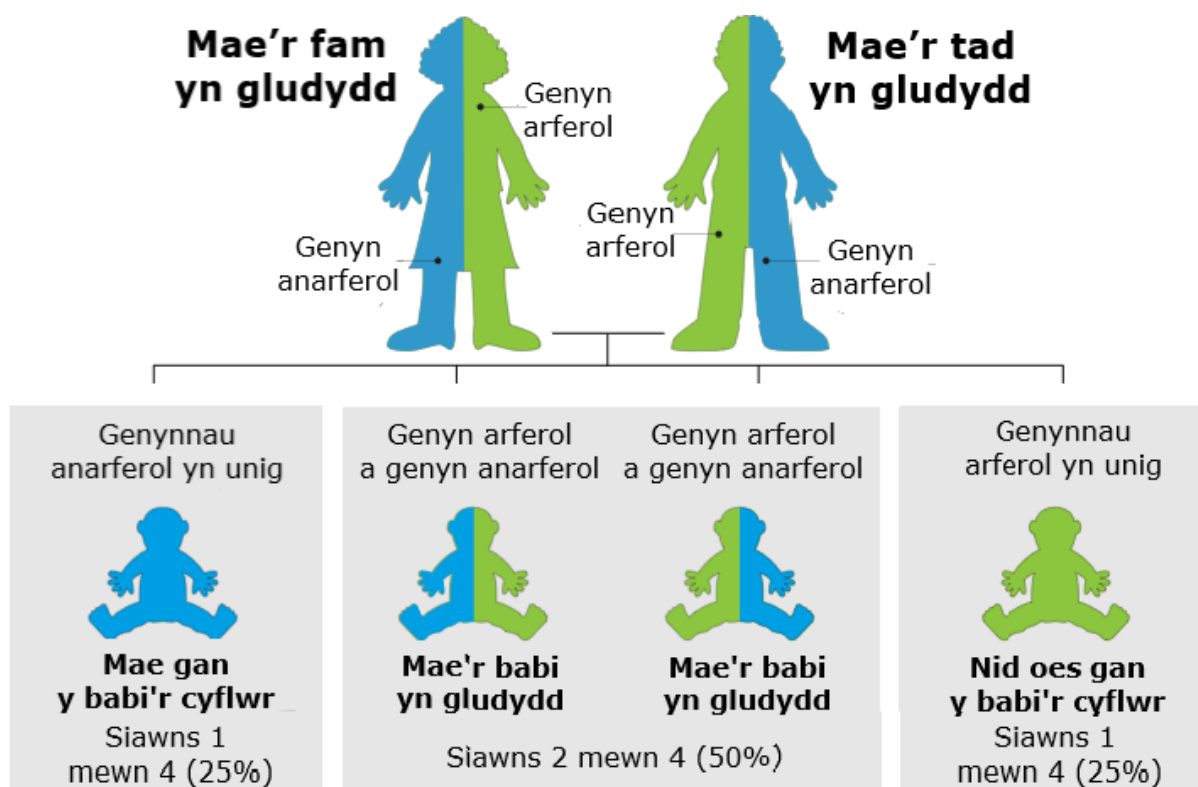 Mae'r fam
yn gludydd
Mae'r tad
yn gludydd
Genyn
arferol
Genyn
arferol
Genyn
anarferol
Genyn
anarferol
Genynnau
anarferol yn unig
Genyn arferol
a genyn anarferol
Genyn arferol
a genyn anarferol
Genynnau
arferol yn unig
Mae gan
y babi'r cyflwr
Siawns 1
mewn 4 (25%)
Mae'r babi
yn gludydd
Mae'r babi
yn gludydd
Siawns 2 mewn 4 (50%)
Nid oes gan
y babi'r cyflwr
Siawns 1
mewn 4 (25%)